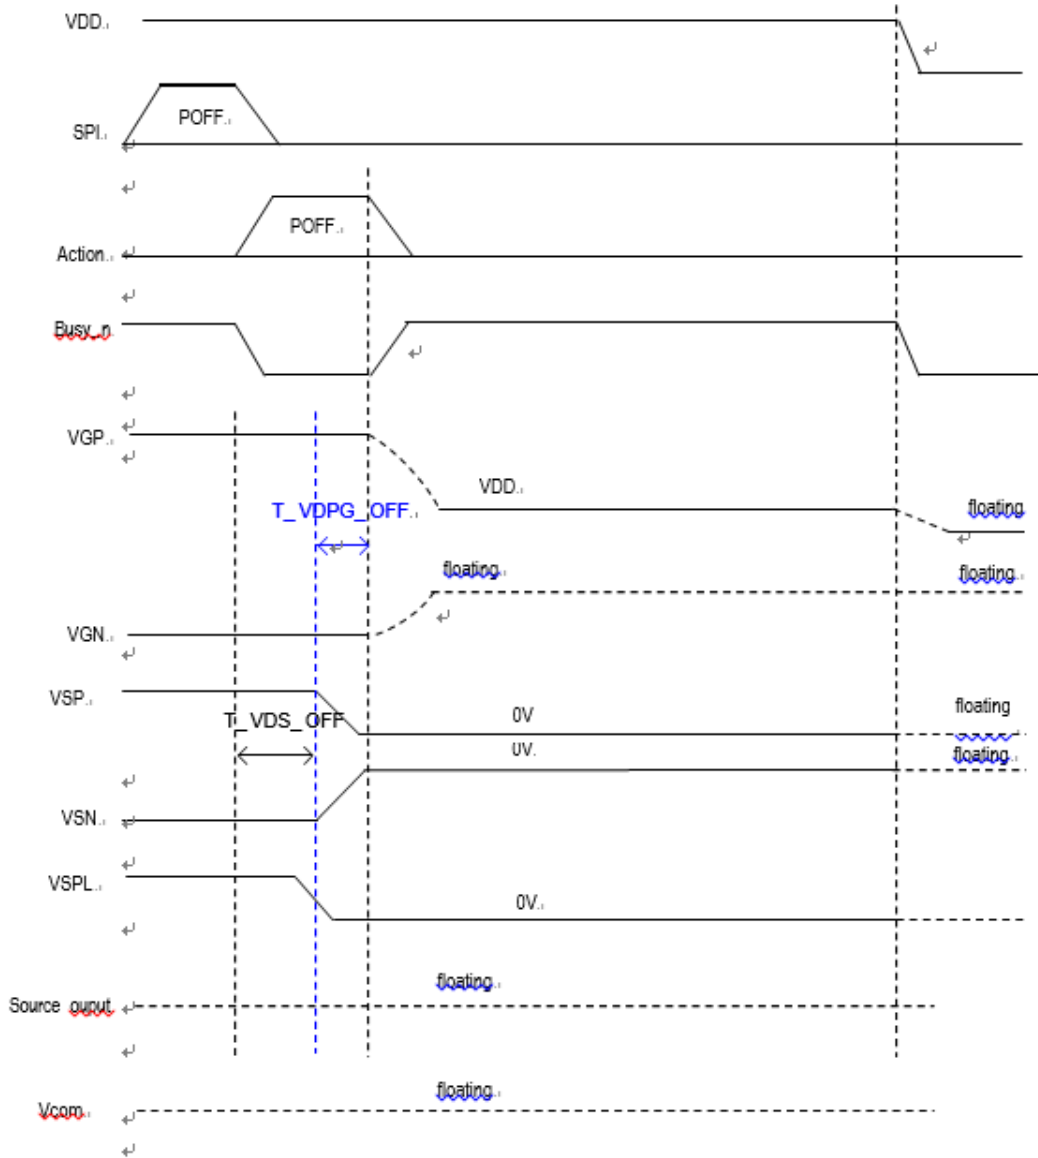 VDD
POFF
SPI
POFF
Action
Busy_n
VGP
VDD
T_VDPG_OFF
floating
floating
floating
VGN
VSP
floating
T_VDS_OFF
0V
0V
floating
VSN
VSPL
0V
floating
Source ouput
floating
Vcom